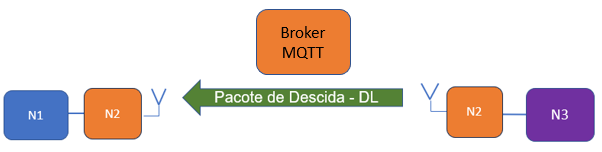 Broker
MQTT
Pacote de Descida - DL
N1
N2
N2
N3